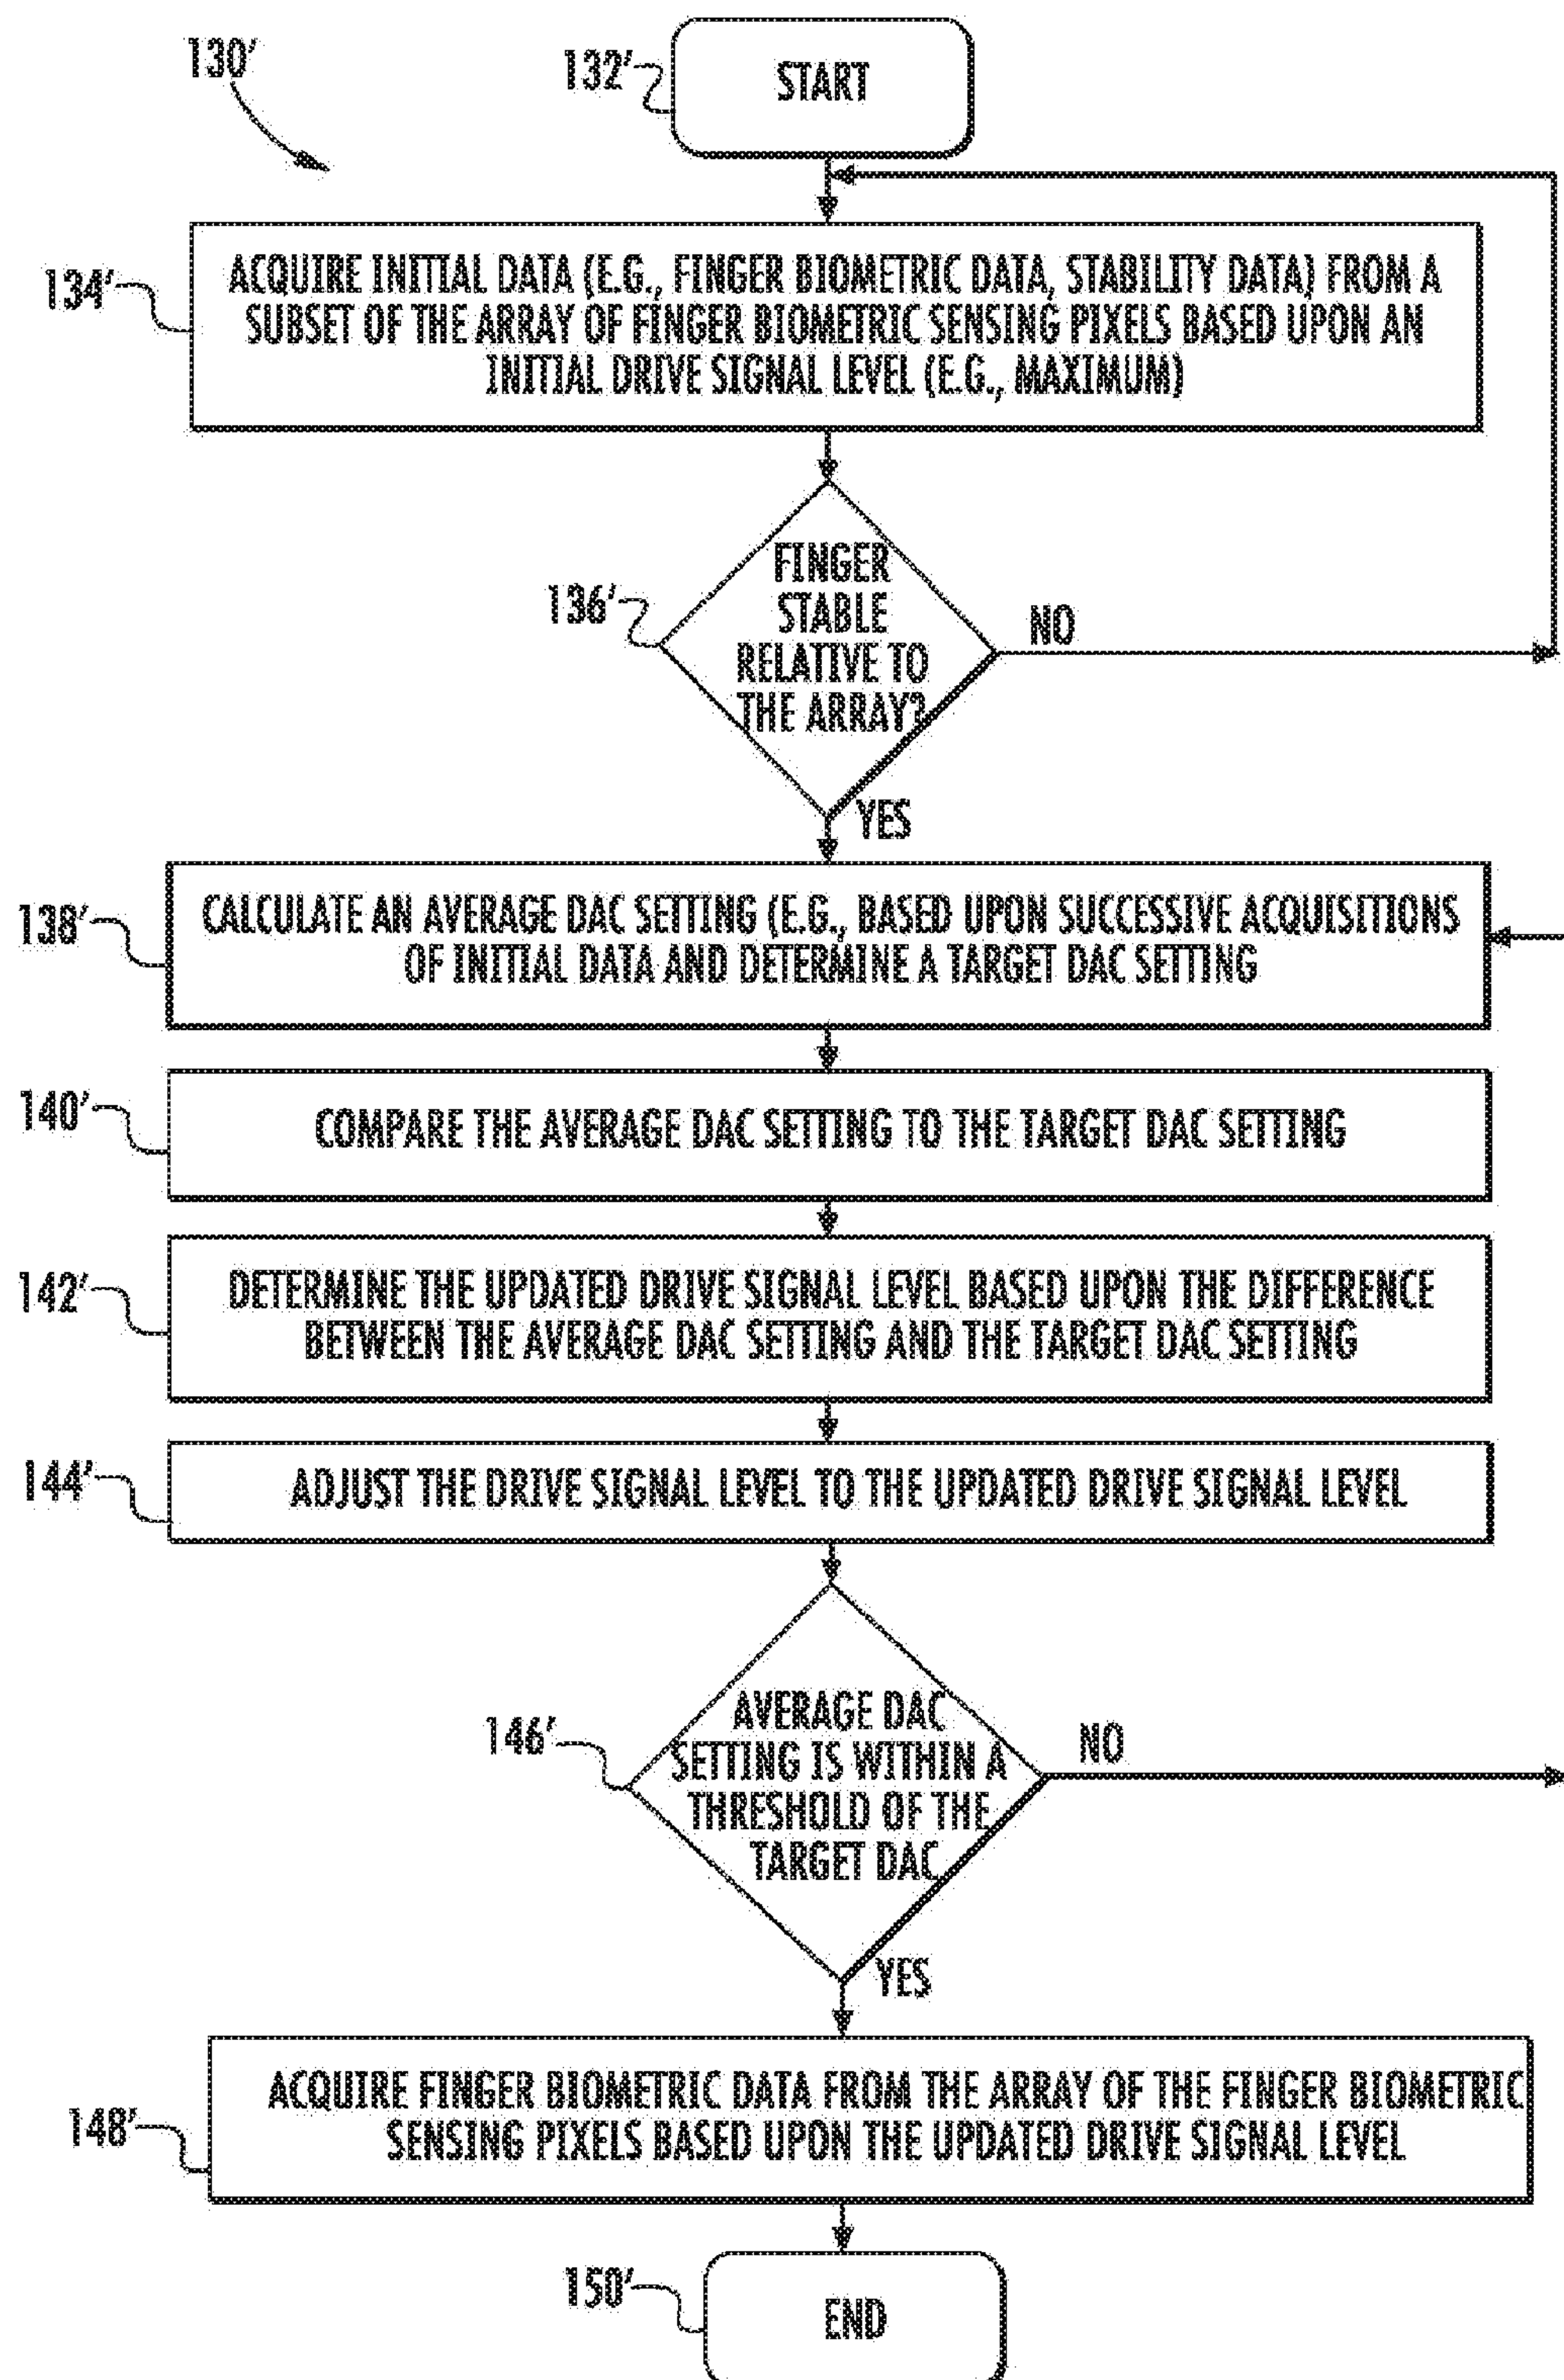 130'
132'
START
134'
ACQUIRE INITIAL DATA (E.G., FINGER BIOMETRIC DATA, STABILITY DATA) FROM A
SUBSET OF THE ARRAY OF FINGER BIOMETRIC SENSING PIXELS BASED UPON AN
INITIAL DRIVE SIGNAL LEVEL (E.G., MAXIMUM)
136'
FINGER
STABLE
RELATIVE TO
THE ARRAY?
NO
YES
138'
CALCULATE AN AVERAGE DAC SETTING (E.G., BASED UPON SUCCESSIVE ACQUISITIONS
OF INITIAL DATA AND DETERMINE A TARGET DAC SETTING
140'
COMPARE THE AVERAGE DAC SETTING TO THE TARGET DAC SETTING
142'
DETERMINE THE UPDATED DRIVE SIGNAL LEVEL BASED UPON THE DIFFERENCE
BETWEEN THE AVERAGE DAC SETTING AND THE TARGET DAC SETTING
144'
ADJUST THE DRIVE SIGNAL LEVEL TO THE UPDATED DRIVE SIGNAL LEVEL
146'
AVERAGE DAC
SETTING IS WITHIN A
THRESHOLD OF THE
TARGET DAC
NO
YES
148'
ACQUIRE FINGER BIOMETRIC DATA FROM THE ARRAY OF THE FINGER BIOMETRIC
SENSING PIXELS BASED UPON THE UPDATED DRIVE SIGNAL LEVEL
150'
END